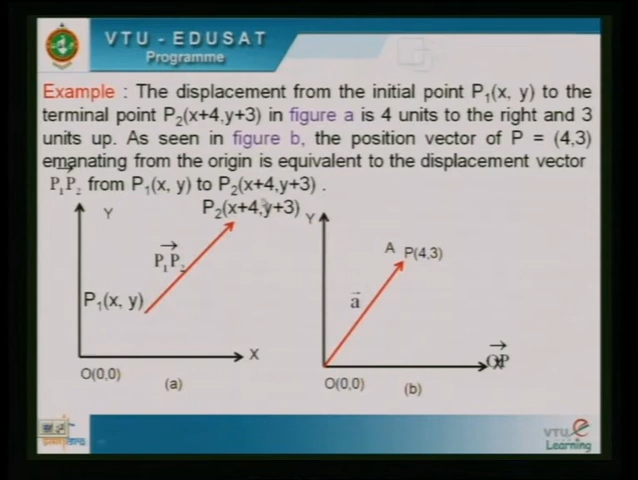 VTU - EDUSAT
Programme
Example : The displacement from the initial point P₁(x, y) to the
terminal point P₂(x+4,y+3) in figure a is 4 units to the right and 3
units up. As seen in figure b, the position vector of P = (4,3)
emanating from the origin is equivalent to the displacement vector
P₁P₂ from P₁(x, y) to P₂(x+4,y+3) .
Y
P₂(x+4,y+3)
P₁P₂
P₁(x, y)
X
O(0,0)
(a)
Y
A P(4,3)
a
OP
O(0,0)
(b)
VTU e
Learning